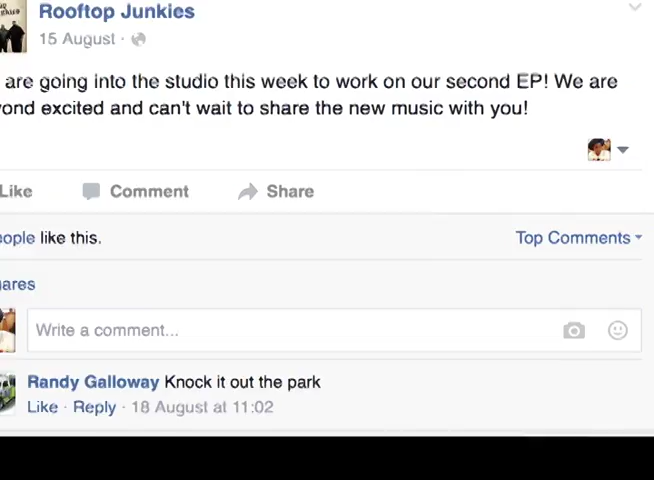 Rooftop Junkies
15 August ·
are going into the studio this week to work on our second EP! We are
ond excited and can't wait to share the new music with you!
Like Comment Share
eople like this. Top Comments
ares
Write a comment...
Randy Galloway Knock it out the park
Like · Reply · 18 August at 11:02